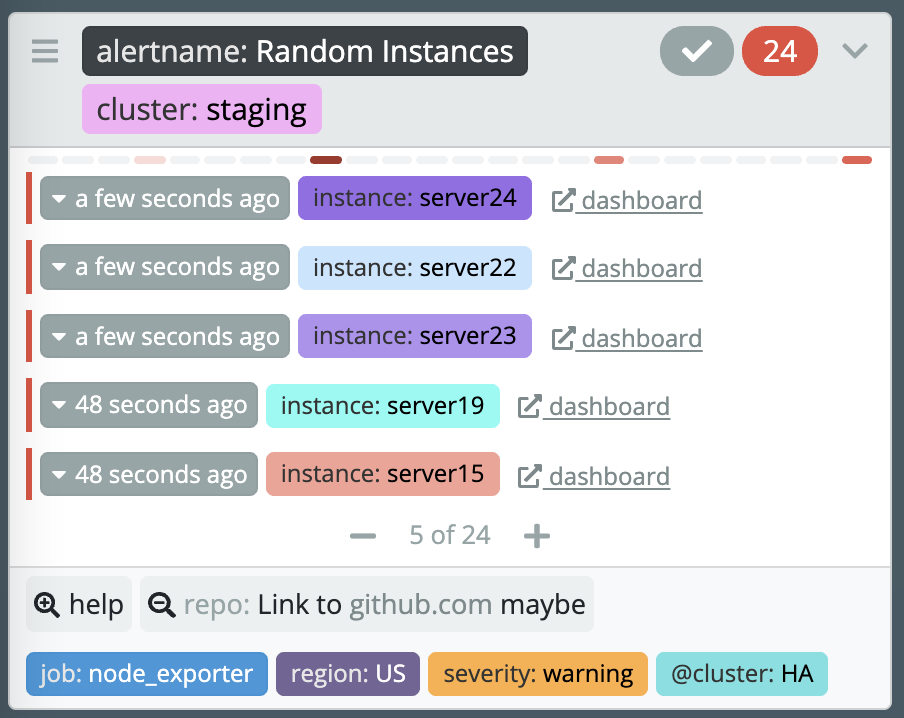 alertname: Random Instances 24
cluster: staging
a few seconds ago instance: server24 dashboard
a few seconds ago instance: server22 dashboard
a few seconds ago instance: server23 dashboard
48 seconds ago instance: server19 dashboard
48 seconds ago instance: server15 dashboard
5 of 24
help repo: Link to github.com maybe
job: node_exporter region: US severity: warning @cluster: HA